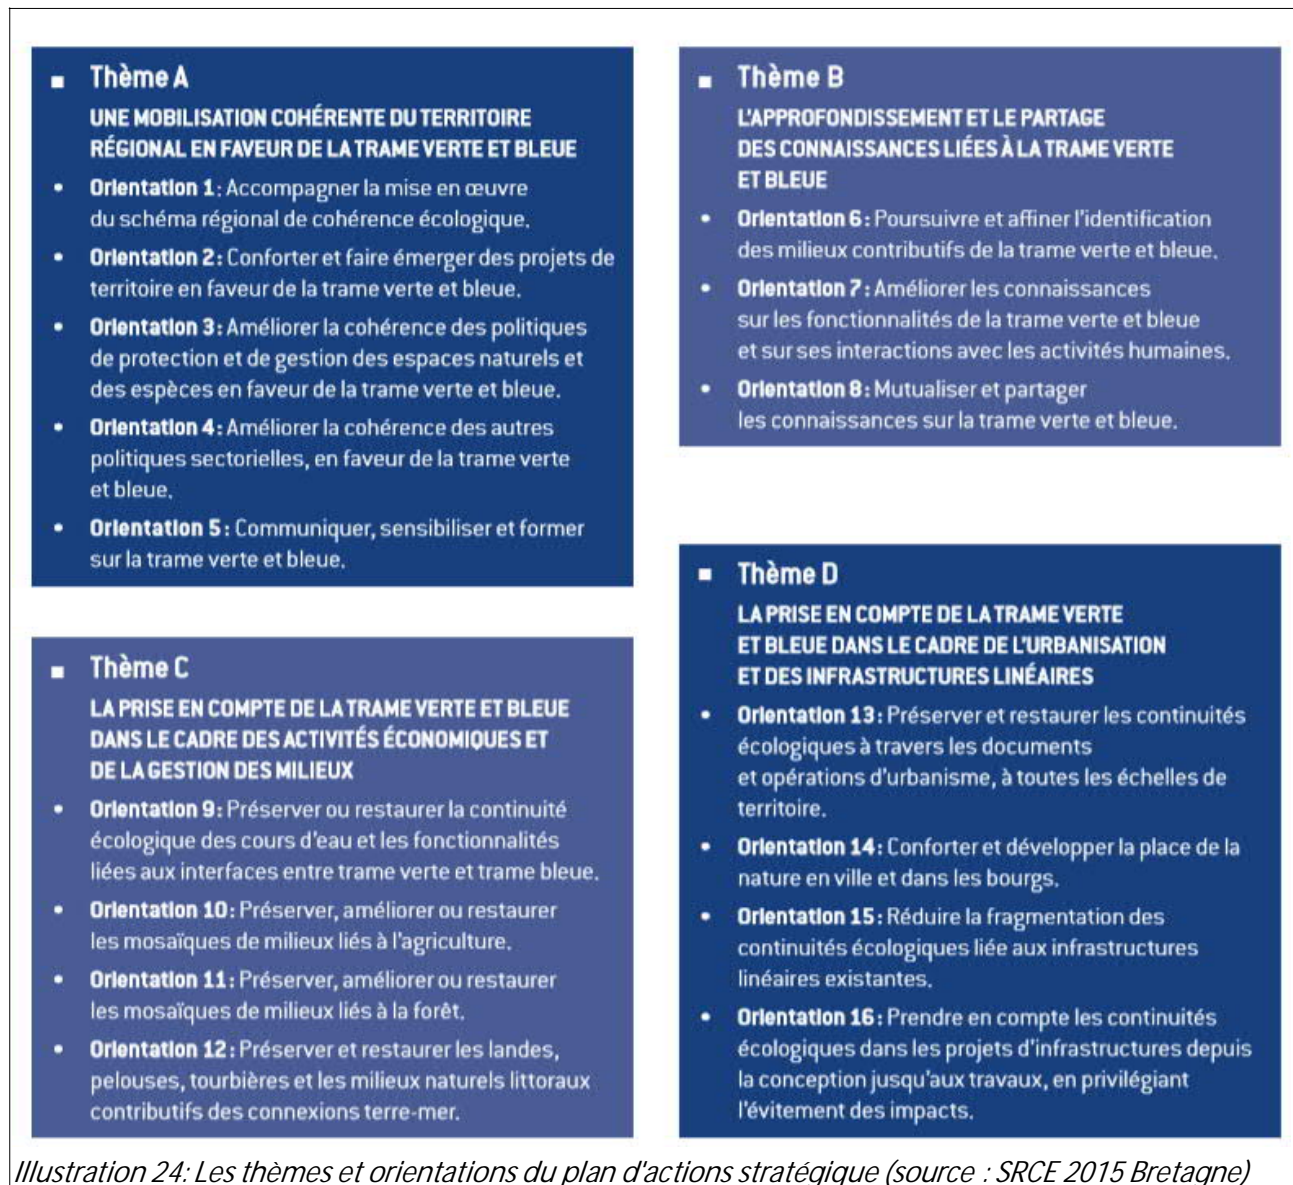 Thème A
UNE MOBILISATION COHÉRENTE DU TERRITOIRE
RÉGIONAL EN FAVEUR DE LA TRAME VERTE ET BLEUE
• Orientation 1 : Accompagner la mise en œuvre
du schéma régional de cohérence écologique.
• Orientation 2 : Conforter et faire émerger des projets de
territoire en faveur de la trame verte et bleue.
• Orientation 3 : Améliorer la cohérence des politiques
de protection et de gestion des espaces naturels et
des espèces en faveur de la trame verte et bleue.
• Orientation 4 : Améliorer la cohérence des autres
politiques sectorielles, en faveur de la trame verte
et bleue.
• Orientation 5 : Communiquer, sensibiliser et former
sur la trame verte et bleue.
Thème B
L'APPROFONDISSEMENT ET LE PARTAGE
DES CONNAISSANCES LIÉES À LA TRAME VERTE
ET BLEUE
• Orientation 6 : Poursuivre et affiner l'identification
des milieux contributifs de la trame verte et bleue.
• Orientation 7 : Améliorer les connaissances
sur les fonctionnalités de la trame verte et bleue
et sur ses interactions avec les activités humaines.
• Orientation 8 : Mutualiser et partager
les connaissances sur la trame verte et bleue.
Thème C
LA PRISE EN COMPTE DE LA TRAME VERTE ET BLEUE
DANS LE CADRE DES ACTIVITÉS ÉCONOMIQUES ET
DE LA GESTION DES MILIEUX
• Orientation 9 : Préserver ou restaurer la continuité
écologique des cours d'eau et les fonctionnalités
liées aux interfaces entre trame verte et trame bleue.
• Orientation 10 : Préserver, améliorer ou restaurer
les mosaïques de milieux liés à l'agriculture.
• Orientation 11 : Préserver, améliorer ou restaurer
les mosaïques de milieux liés à la forêt.
• Orientation 12 : Préserver et restaurer les landes,
pelouses, tourbières et les milieux naturels littoraux
contributifs des connexions terre-mer.
Thème D
LA PRISE EN COMPTE DE LA TRAME VERTE
ET BLEUE DANS LE CADRE DE L'URBANISATION
ET DES INFRASTRUCTURES LINÉAIRES
• Orientation 13 : Préserver et restaurer les continuités
écologiques à travers les documents
et opérations d'urbanisme, à toutes les échelles de
territoire.
• Orientation 14 : Conforter et développer la place de la
nature en ville et dans les bourgs.
• Orientation 15 : Réduire la fragmentation des
continuités écologiques liée aux infrastructures
linéaires existantes.
• Orientation 16 : Prendre en compte les continuités
écologiques dans les projets d'infrastructures depuis
la conception jusqu'aux travaux, en privilégiant
l'évitement des impacts.
Illustration 24: Les thèmes et orientations du plan d'actions stratégique (source : SRCE 2015 Bretagne)